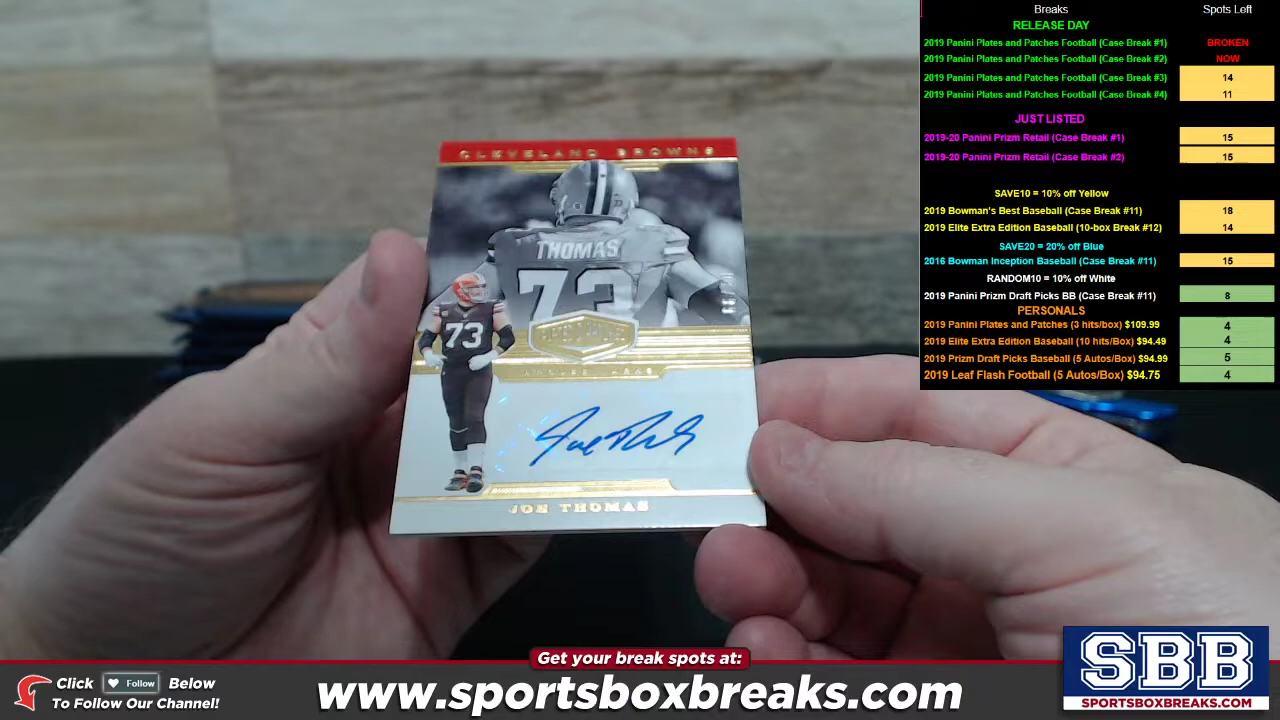 Breaks Spots Left
RELEASE DAY
2019 Panini Plates and Patches Football (Case Break #1) BROKEN
2019 Panini Plates and Patches Football (Case Break #2) NOW
2019 Panini Plates and Patches Football (Case Break #3) 14
2019 Panini Plates and Patches Football (Case Break #4) 11
JUST LISTED
2019-20 Panini Prizm Retail (Case Break #1) 15
2019-20 Panini Prizm Retail (Case Break #2) 15
SAVE10 = 10% off Yellow
2019 Bowman's Best Baseball (Case Break #11) 18
2019 Elite Extra Edition Baseball (10-box Break #12) 14
SAVE20 = 20% off Blue
2016 Bowman Inception Baseball (Case Break #11) 15
RANDOM10 = 10% off White
2019 Panini Prizm Draft Picks BB (Case Break #11) 8
PERSONALS
2019 Panini Plates and Patches (3 hits/box) $109.99 4
2019 Elite Extra Edition Baseball (10 hits/Box) $94.49 4
2019 Prizm Draft Picks Baseball (5 Autos/Box) $94.99 5
2019 Leaf Flash Football (5 Autos/Box) $94.75 4
CLEVELAND BROWNS
THOMAS
73
73
JOE THOMAS
Get your break spots at:
www.sportsboxbreaks.com
Click Follow Below
To Follow Our Channel!
SBB
SPORTSBOXBREAKS.COM